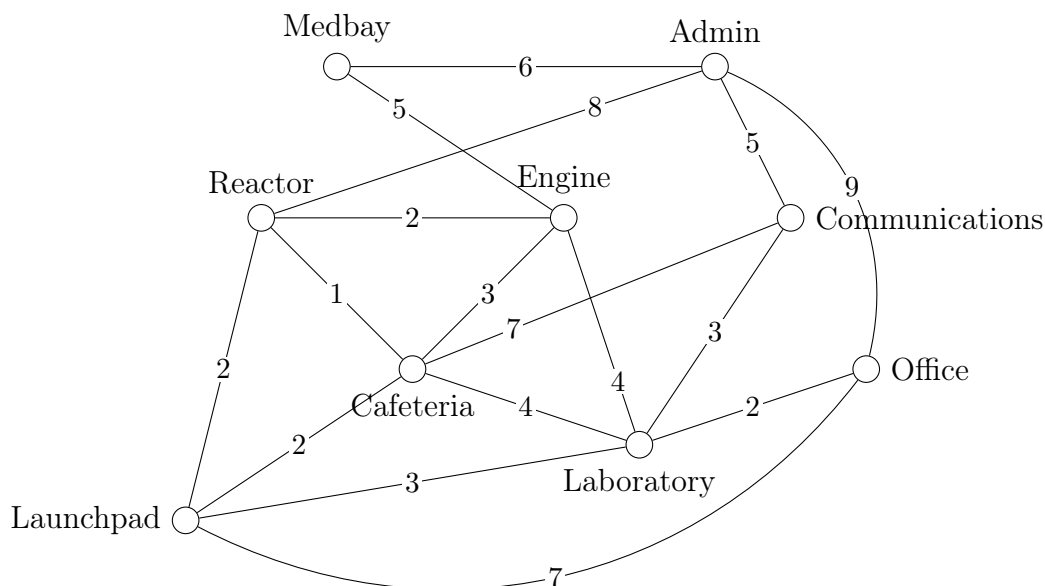 Medbay
Admin
6
5
8
5
Reactor
Engine
9
2
Communications
1
3
7
3
2
Office
4
Cafeteria
4
2
2
3
Laboratory
Launchpad
7